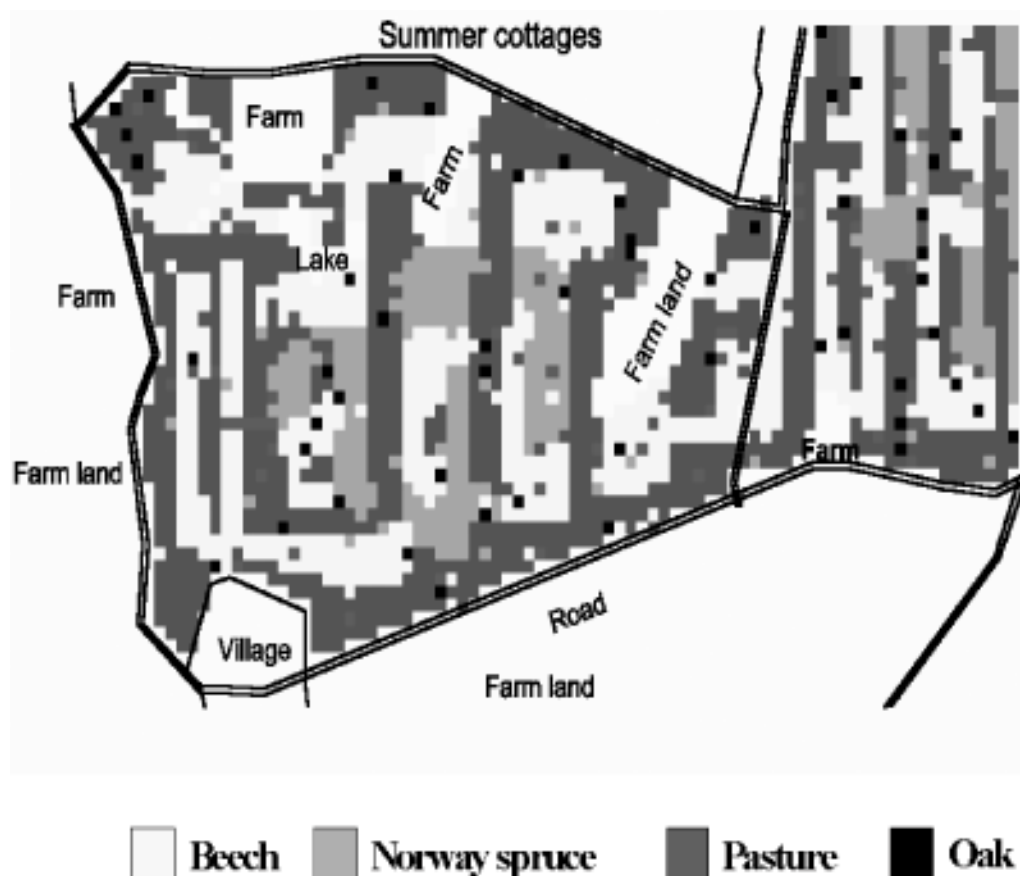 Summer cottages
Farm
Farm
Lake
Farm
Farm land
Farm land
Farm
Road
Village
Farm land
Beech Norway spruce Pasture Oak